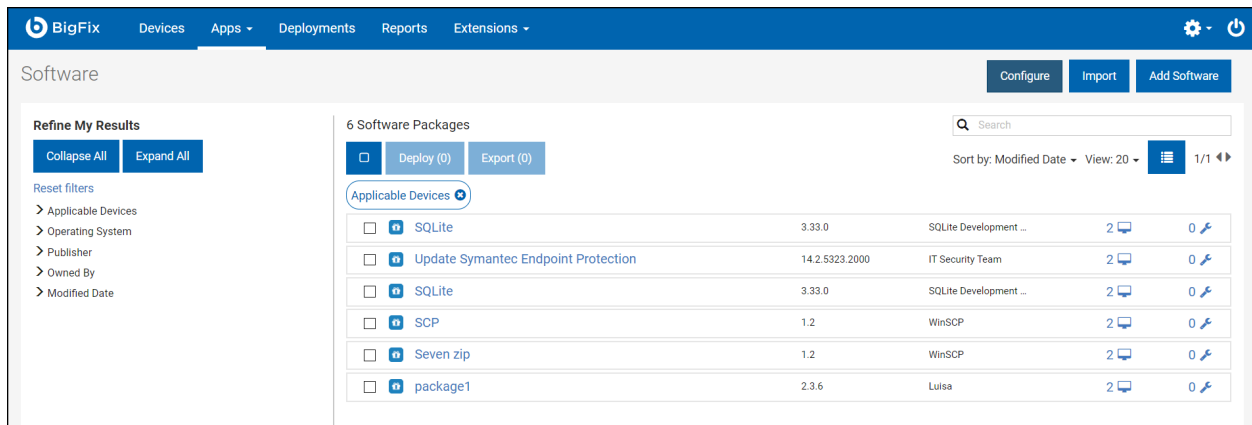 BigFix Devices Apps Deployments Reports Extensions
Software Configure Import Add Software
Refine My Results
Collapse All Expand All
Reset filters
Applicable Devices
Operating System
Publisher
Owned By
Modified Date
6 Software Packages Search
Deploy (0) Export (0) Sort by: Modified Date View: 20 1/1
Applicable Devices
SQLite 3.33.0 SQLite Development ... 2 0
Update Symantec Endpoint Protection 14.2.5323.2000 IT Security Team 2 0
SQLite 3.33.0 SQLite Development ... 2 0
SCP 1.2 WinSCP 2 0
Seven zip 1.2 WinSCP 2 0
package1 2.3.6 Luisa 2 0